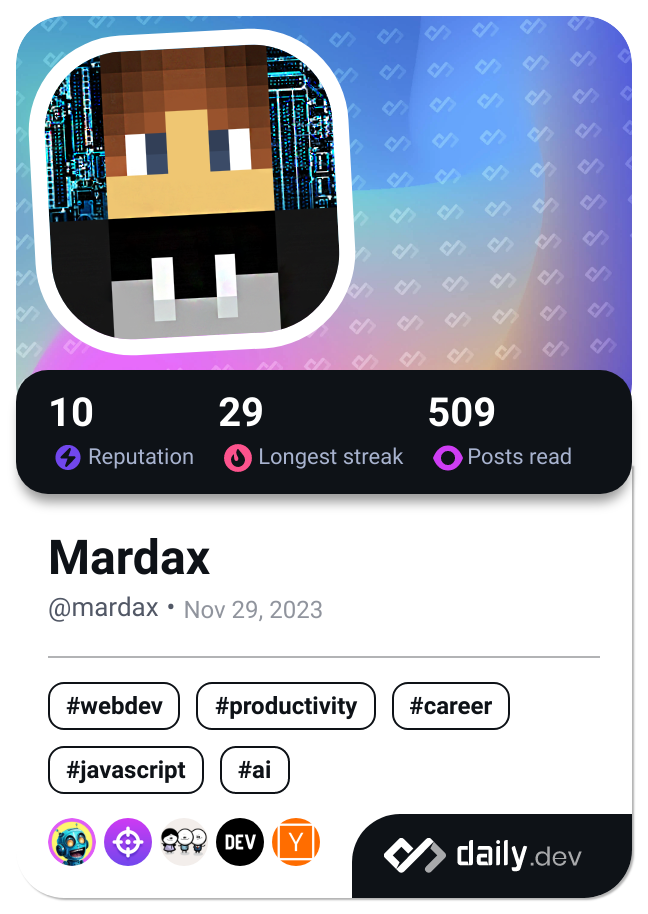 10 29 509
Reputation Longest streak Posts read
Mardax
@mardax • Nov 29, 2023
#webdev #productivity #career
#javascript #ai
DEV Y daily.dev